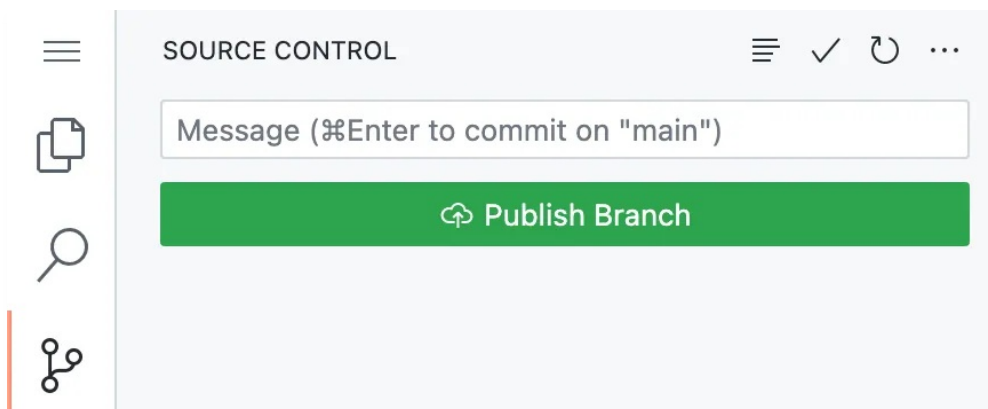 SOURCE CONTROL
Message (⌘Enter to commit on "main")
Publish Branch